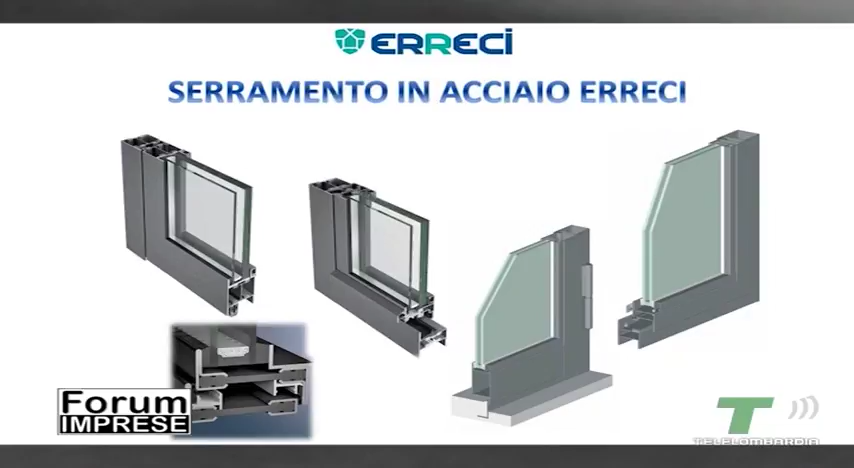 ERRECI
SERRAMENTO IN ACCIAIO ERRECI
Forum
IMPRESE
T
TELELOMBARDIA